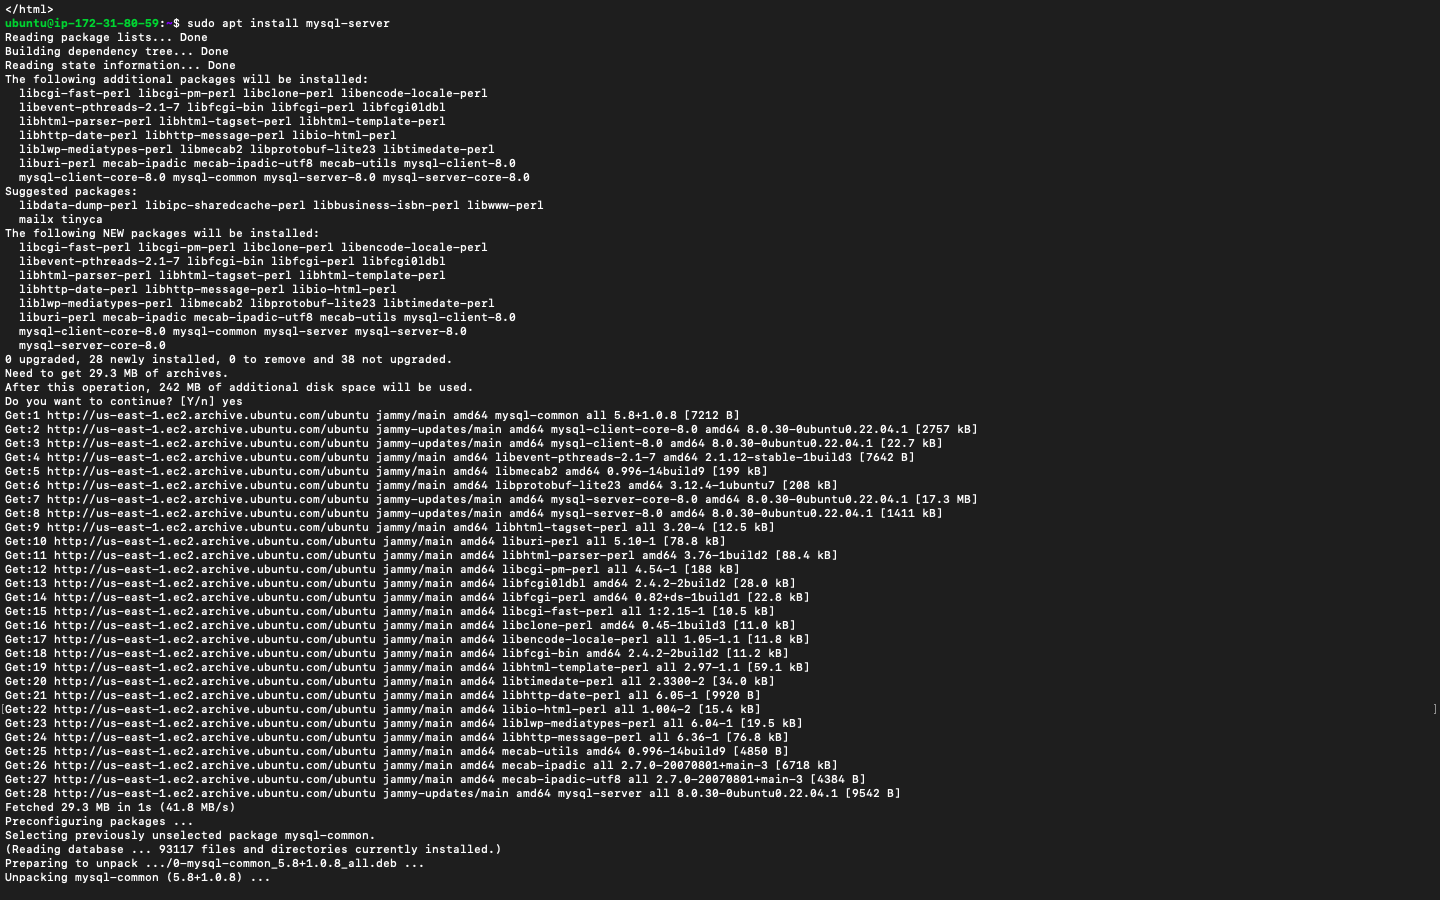 </html>
ubuntu@ip-172-31-80-59:~$ sudo apt install mysql-server
Reading package lists... Done
Building dependency tree... Done
Reading state information... Done
The following additional packages will be installed:
  libcgi-fast-perl libcgi-pm-perl libclone-perl libencode-locale-perl
  libevent-pthreads-2.1-7 libfcgi-bin libfcgi-perl libfcgi0ldbl
  libhtml-parser-perl libhtml-tagset-perl libhtml-template-perl
  libhttp-date-perl libhttp-message-perl libio-html-perl
  liblwp-mediatypes-perl libmecab2 libprotobuf-lite23 libtimedate-perl
  liburi-perl mecab-ipadic mecab-ipadic-utf8 mecab-utils mysql-client-8.0
  mysql-client-core-8.0 mysql-common mysql-server-8.0 mysql-server-core-8.0
Suggested packages:
  libdata-dump-perl libipc-sharedcache-perl libbusiness-isbn-perl libwww-perl
  mailx tinyca
The following NEW packages will be installed:
  libcgi-fast-perl libcgi-pm-perl libclone-perl libencode-locale-perl
  libevent-pthreads-2.1-7 libfcgi-bin libfcgi-perl libfcgi0ldbl
  libhtml-parser-perl libhtml-tagset-perl libhtml-template-perl
  libhttp-date-perl libhttp-message-perl libio-html-perl
  liblwp-mediatypes-perl libmecab2 libprotobuf-lite23 libtimedate-perl
  liburi-perl mecab-ipadic mecab-ipadic-utf8 mecab-utils mysql-client-8.0
  mysql-client-core-8.0 mysql-common mysql-server mysql-server-8.0
  mysql-server-core-8.0
0 upgraded, 28 newly installed, 0 to remove and 38 not upgraded.
Need to get 29.3 MB of archives.
After this operation, 242 MB of additional disk space will be used.
Do you want to continue? [Y/n] yes
Get:1 http://us-east-1.ec2.archive.ubuntu.com/ubuntu jammy/main amd64 mysql-common all 5.8+1.0.8 [7212 B]
Get:2 http://us-east-1.ec2.archive.ubuntu.com/ubuntu jammy-updates/main amd64 mysql-client-core-8.0 amd64 8.0.30-0ubuntu0.22.04.1 [2757 kB]
Get:3 http://us-east-1.ec2.archive.ubuntu.com/ubuntu jammy-updates/main amd64 mysql-client-8.0 amd64 8.0.30-0ubuntu0.22.04.1 [22.7 kB]
Get:4 http://us-east-1.ec2.archive.ubuntu.com/ubuntu jammy/main amd64 libevent-pthreads-2.1-7 amd64 2.1.12-stable-1build3 [7642 B]
Get:5 http://us-east-1.ec2.archive.ubuntu.com/ubuntu jammy/main amd64 libmecab2 amd64 0.996-14build9 [199 kB]
Get:6 http://us-east-1.ec2.archive.ubuntu.com/ubuntu jammy/main amd64 libprotobuf-lite23 amd64 3.12.4-1ubuntu7 [208 kB]
Get:7 http://us-east-1.ec2.archive.ubuntu.com/ubuntu jammy-updates/main amd64 mysql-server-core-8.0 amd64 8.0.30-0ubuntu0.22.04.1 [17.3 MB]
Get:8 http://us-east-1.ec2.archive.ubuntu.com/ubuntu jammy-updates/main amd64 mysql-server-8.0 amd64 8.0.30-0ubuntu0.22.04.1 [1411 kB]
Get:9 http://us-east-1.ec2.archive.ubuntu.com/ubuntu jammy/main amd64 libhtml-tagset-perl all 3.20-4 [12.5 kB]
Get:10 http://us-east-1.ec2.archive.ubuntu.com/ubuntu jammy/main amd64 liburi-perl all 5.10-1 [78.8 kB]
Get:11 http://us-east-1.ec2.archive.ubuntu.com/ubuntu jammy/main amd64 libhtml-parser-perl amd64 3.76-1build2 [88.4 kB]
Get:12 http://us-east-1.ec2.archive.ubuntu.com/ubuntu jammy/main amd64 libcgi-pm-perl all 4.54-1 [188 kB]
Get:13 http://us-east-1.ec2.archive.ubuntu.com/ubuntu jammy/main amd64 libfcgi0ldbl amd64 2.4.2-2build2 [28.0 kB]
Get:14 http://us-east-1.ec2.archive.ubuntu.com/ubuntu jammy/main amd64 libfcgi-perl amd64 0.82+ds-1build1 [22.8 kB]
Get:15 http://us-east-1.ec2.archive.ubuntu.com/ubuntu jammy/main amd64 libcgi-fast-perl all 1:2.15-1 [10.5 kB]
Get:16 http://us-east-1.ec2.archive.ubuntu.com/ubuntu jammy/main amd64 libclone-perl amd64 0.45-1build3 [11.0 kB]
Get:17 http://us-east-1.ec2.archive.ubuntu.com/ubuntu jammy/main amd64 libencode-locale-perl all 1.05-1.1 [11.8 kB]
Get:18 http://us-east-1.ec2.archive.ubuntu.com/ubuntu jammy/main amd64 libfcgi-bin amd64 2.4.2-2build2 [11.2 kB]
Get:19 http://us-east-1.ec2.archive.ubuntu.com/ubuntu jammy/main amd64 libhtml-template-perl all 2.97-1.1 [59.1 kB]
Get:20 http://us-east-1.ec2.archive.ubuntu.com/ubuntu jammy/main amd64 libtimedate-perl all 2.3300-2 [34.0 kB]
Get:21 http://us-east-1.ec2.archive.ubuntu.com/ubuntu jammy/main amd64 libhttp-date-perl all 6.05-1 [9920 B]
[Get:22 http://us-east-1.ec2.archive.ubuntu.com/ubuntu jammy/main amd64 libio-html-perl all 1.004-2 [15.4 kB] ]
Get:23 http://us-east-1.ec2.archive.ubuntu.com/ubuntu jammy/main amd64 liblwp-mediatypes-perl all 6.04-1 [19.5 kB]
Get:24 http://us-east-1.ec2.archive.ubuntu.com/ubuntu jammy/main amd64 libhttp-message-perl all 6.36-1 [76.8 kB]
Get:25 http://us-east-1.ec2.archive.ubuntu.com/ubuntu jammy/main amd64 mecab-utils amd64 0.996-14build9 [4850 B]
Get:26 http://us-east-1.ec2.archive.ubuntu.com/ubuntu jammy/main amd64 mecab-ipadic all 2.7.0-20070801+main-3 [6718 kB]
Get:27 http://us-east-1.ec2.archive.ubuntu.com/ubuntu jammy/main amd64 mecab-ipadic-utf8 all 2.7.0-20070801+main-3 [4384 B]
Get:28 http://us-east-1.ec2.archive.ubuntu.com/ubuntu jammy-updates/main amd64 mysql-server all 8.0.30-0ubuntu0.22.04.1 [9542 B]
Fetched 29.3 MB in 1s (41.8 MB/s)
Preconfiguring packages ...
Selecting previously unselected package mysql-common.
(Reading database ... 93117 files and directories currently installed.)
Preparing to unpack .../0-mysql-common_5.8+1.0.8_all.deb ...
Unpacking mysql-common (5.8+1.0.8) ...